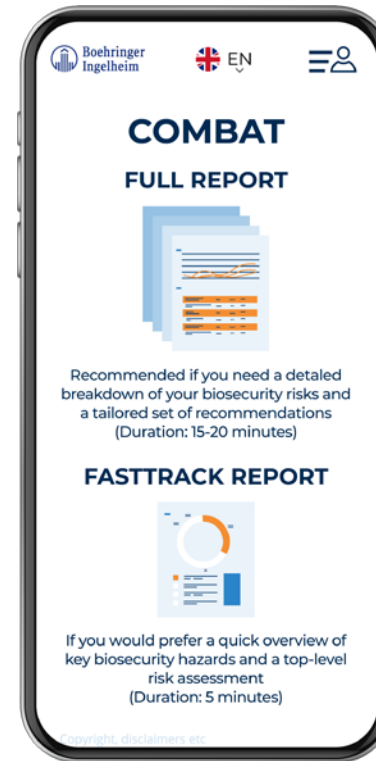 Boehringer
Ingelheim
EN
COMBAT
FULL REPORT
Recommended if you need a detaled
breakdown of your biosecurity risks and
a tailored set of recommendations
(Duration: 15-20 minutes)
FASTTRACK REPORT
If you would prefer a quick overview of
key biosecurity hazards and a top-level
risk assessment
(Duration: 5 minutes)
Copyright, disclaimers etc